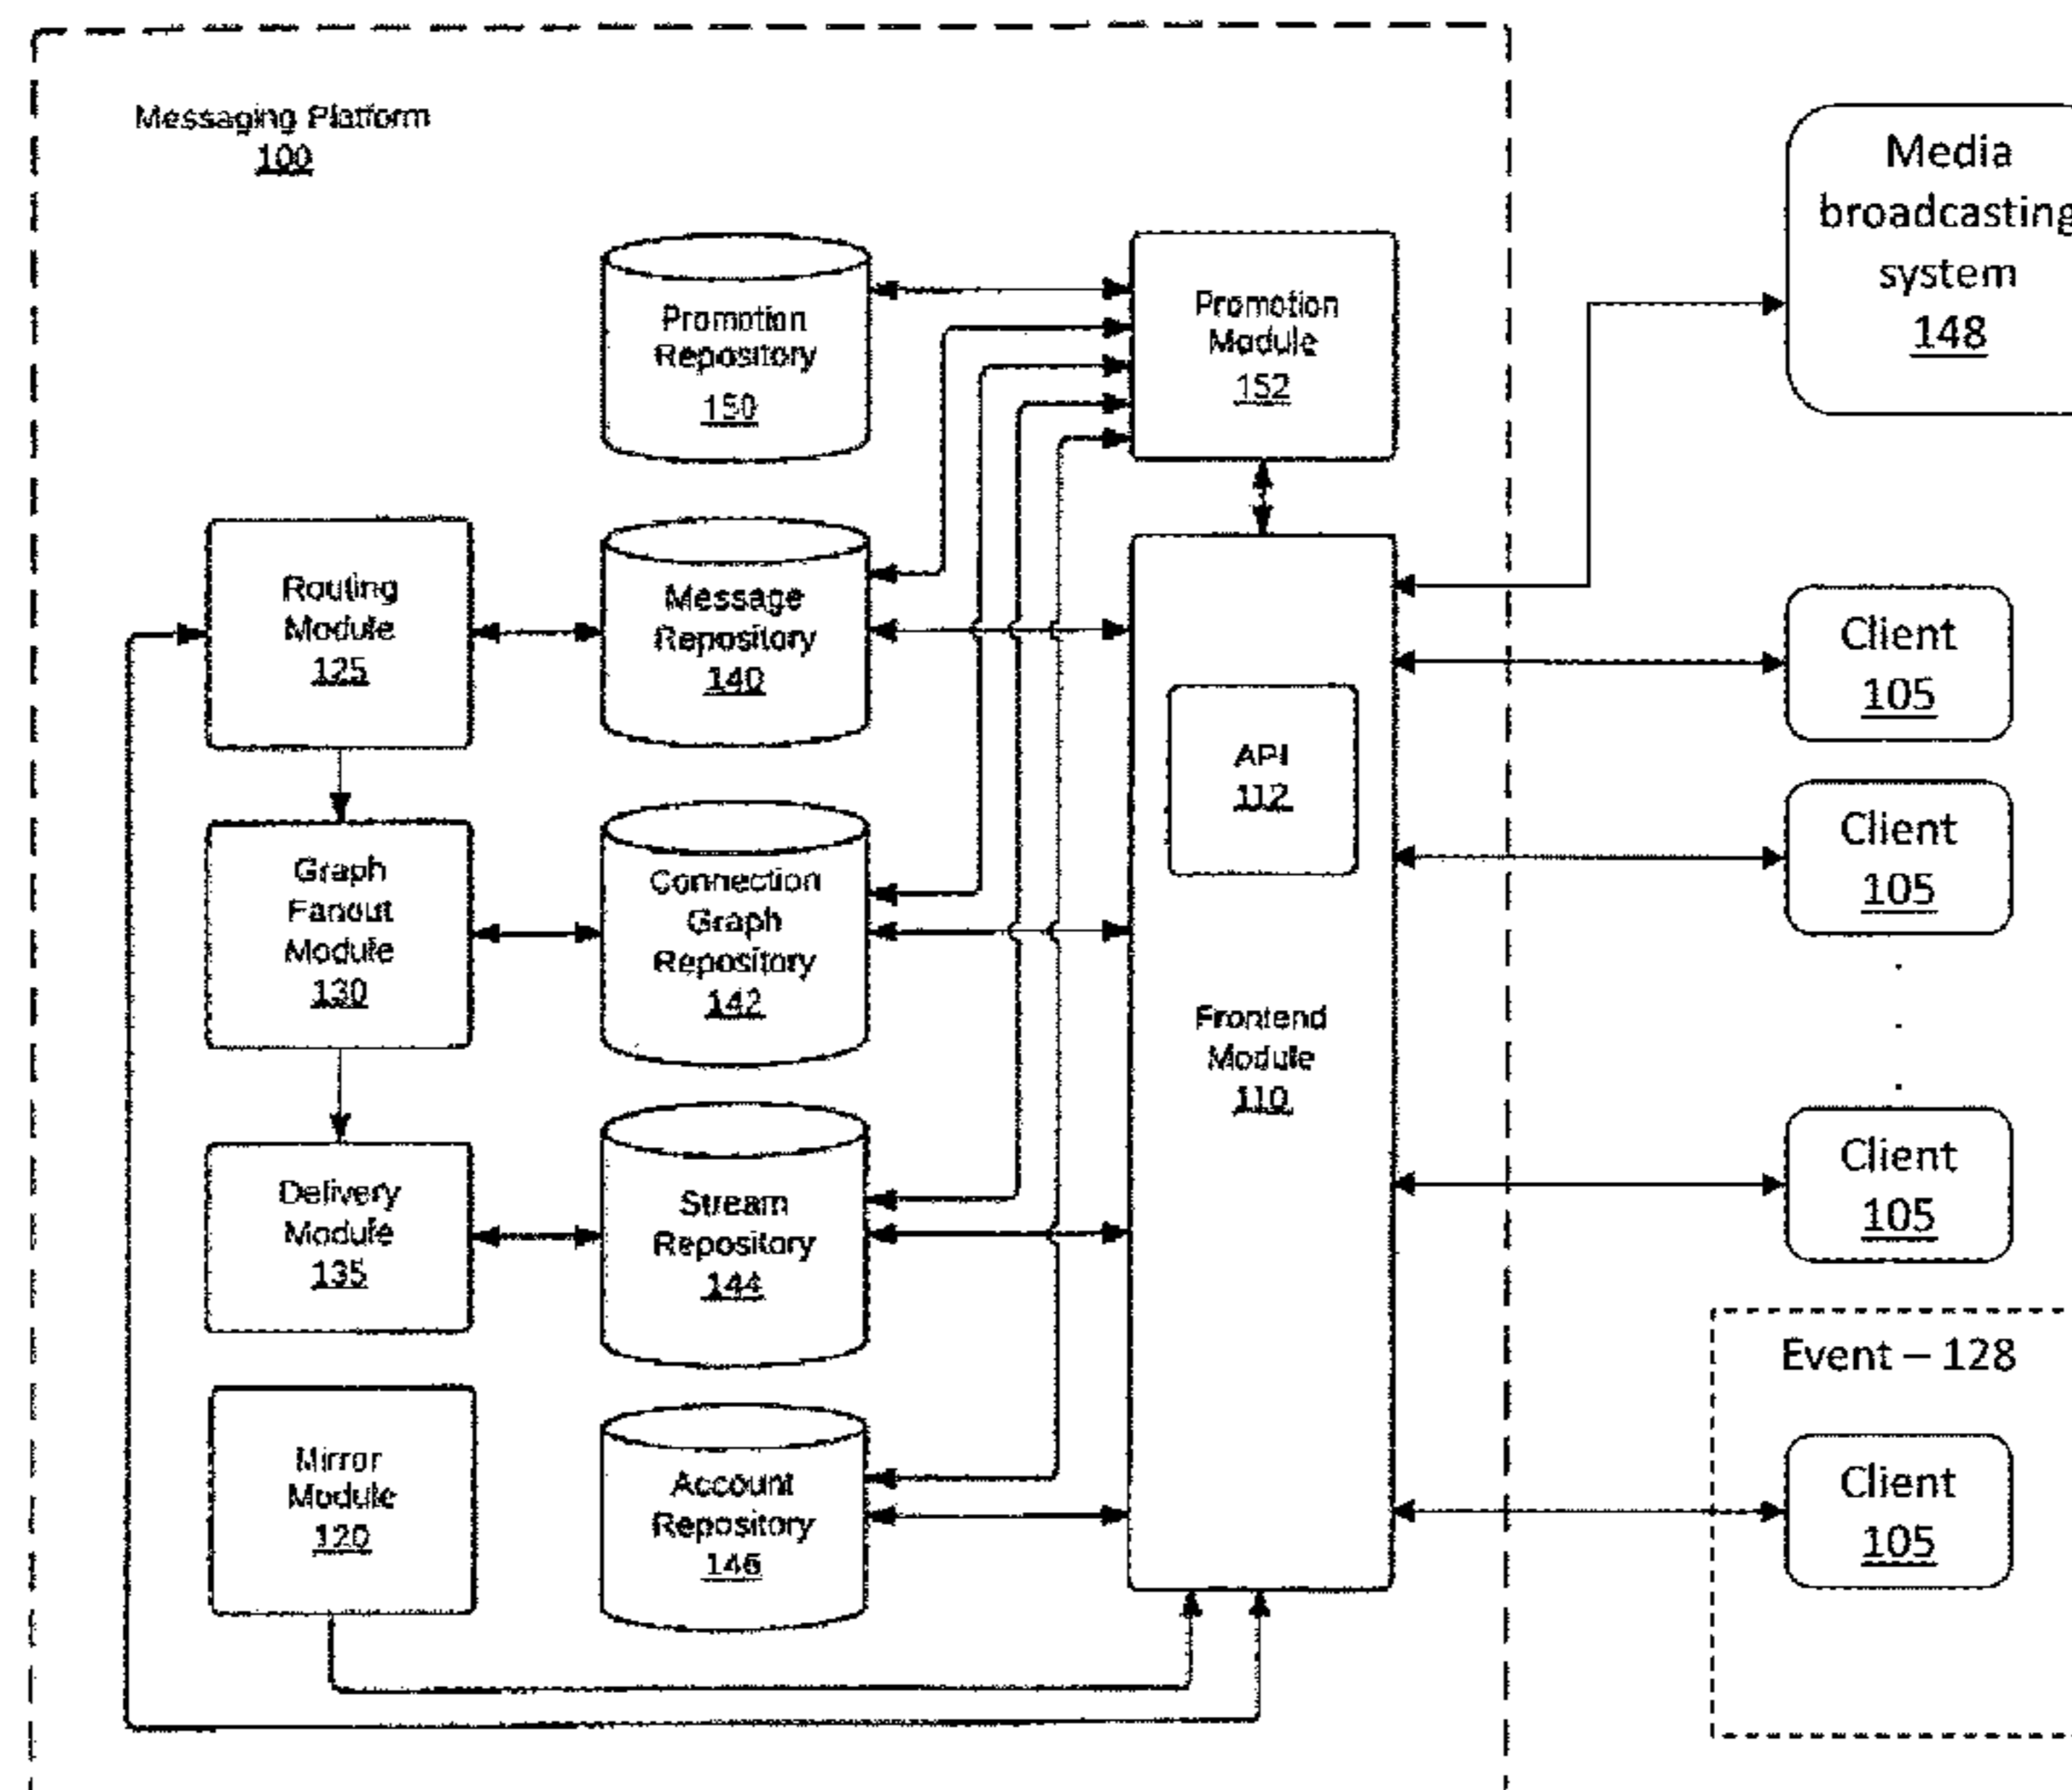 Messaging Platform
100
Media
broadcasting
system
148
Promotion
Repository
150
Promotion
Module
152
Routing
Module
125
Message
Repository
140
API
112
Client
105
Client
105
Graph
Fanout
Module
130
Connection
Graph
Repository
142
Frontend
Module
110
Delivery
Module
135
Stream
Repository
144
Client
105
Event – 128
Client
105
Mirror
Module
120
Account
Repository
146